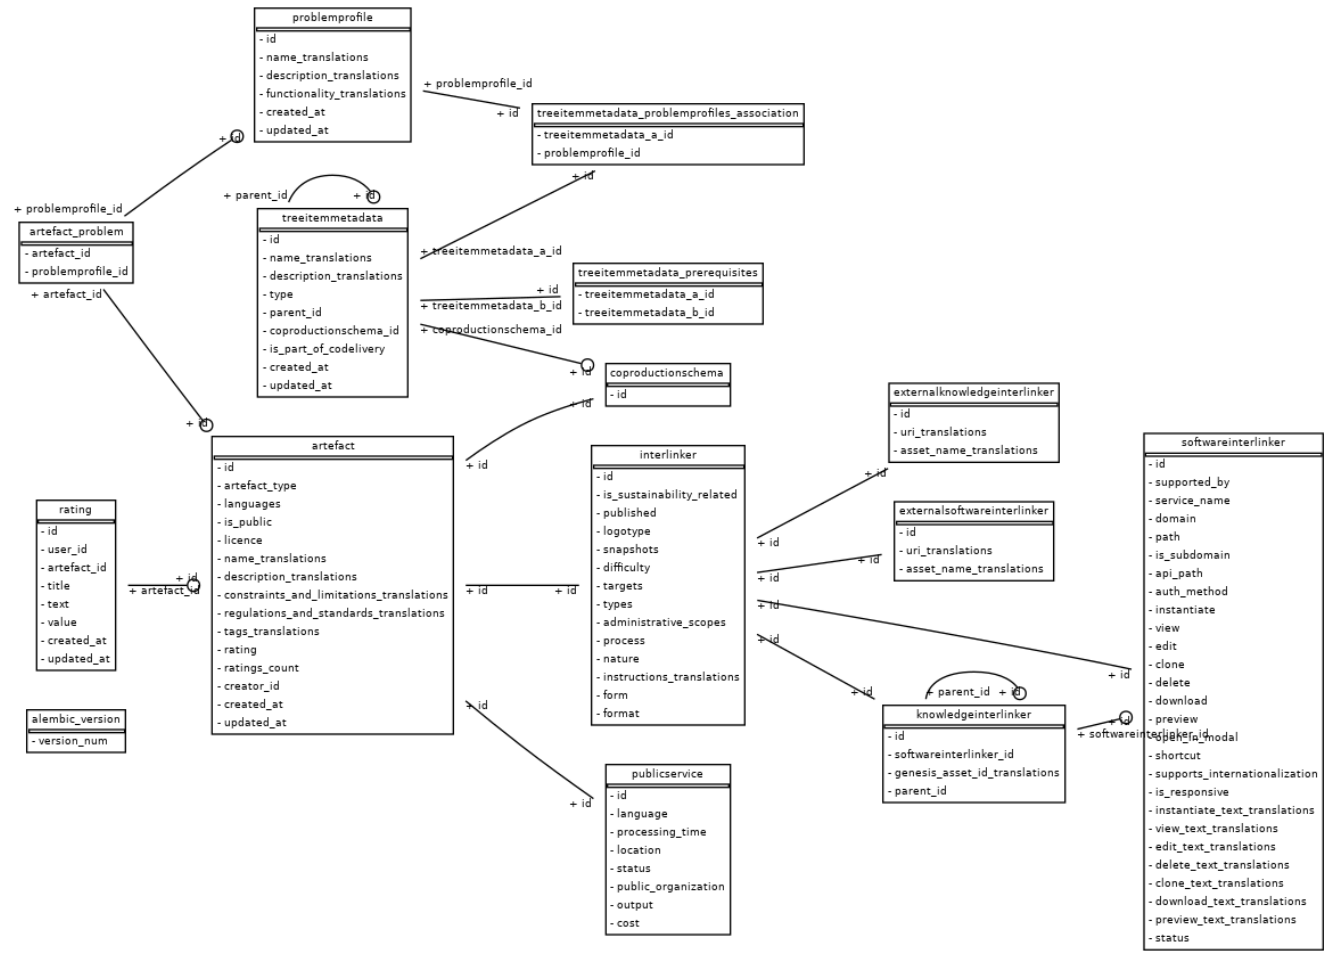 problemprofile
- id
- name_translations
- description_translations
- functionality_translations
- created_at
- updated_at
+ problemprofile_id
+ id
treeitemmetadata_problemprofiles_association
- treeitemmetadata_a_id
- problemprofile_id
+ id
+ id
+ parent_id
+ id
+ problemprofile_id
artefact_problem
- artefact_id
- problemprofile_id
+ artefact_id
treeitemmetadata
- id
- name_translations
- description_translations
- type
- parent_id
- coproductionschema_id
- is_part_of_codelivery
- created_at
- updated_at
+ treeitemmetadata_a_id
+ id
+ treeitemmetadata_b_id
+ coproductionschema_id
+ id
treeitemmetadata_prerequisites
- treeitemmetadata_a_id
- treeitemmetadata_b_id
coproductionschema
- id
+ id
+ id
+ id
artefact
- id
- artefact_type
- languages
- is_public
- licence
- name_translations
- description_translations
- constraints_and_limitations_translations
- regulations_and_standards_translations
- tags_translations
- rating
- ratings_count
- creator_id
- created_at
- updated_at
rating
- id
- user_id
- artefact_id
- title
- text
- value
- created_at
- updated_at
+ id
+ artefact_id
alembic_version
- version_num
+ id
+ id
+ id
+ id
interlinker
- id
- is_sustainability_related
- published
- logotype
- snapshots
- difficulty
- targets
- types
- administrative_scopes
- process
- nature
- instructions_translations
- form
- format
publicservice
- id
- language
- processing_time
- location
- status
- public_organization
- output
- cost
+ id
+ id
+ id
+ id
+ id
+ id
+ id
+ id
externalknowledgeinterlinker
- id
- uri_translations
- asset_name_translations
externalsoftwareinterlinker
- id
- uri_translations
- asset_name_translations
+ parent_id
+ id
knowledgeinterlinker
- id
- softwareinterlinker_id
- genesis_asset_id_translations
- parent_id
+ id
+ softwareinterlinker_id
softwareinterlinker
- id
- supported_by
- service_name
- domain
- path
- is_subdomain
- api_path
- auth_method
- instantiate
- view
- edit
- clone
- delete
- download
- preview
- open_in_modal
- shortcut
- supports_internationalization
- is_responsive
- instantiate_text_translations
- view_text_translations
- edit_text_translations
- delete_text_translations
- clone_text_translations
- download_text_translations
- preview_text_translations
- status